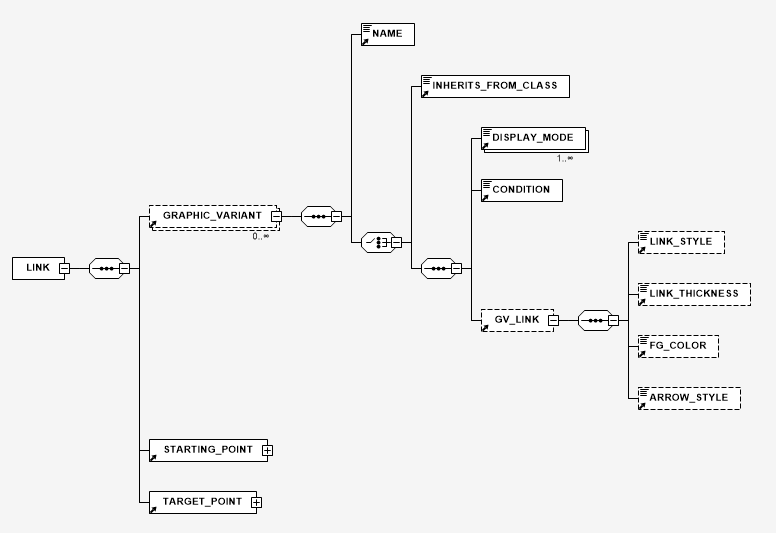 NAME
INHERITS_FROM_CLASS
DISPLAY_MODE
1..∞
CONDITION
GRAPHIC_VARIANT
0..∞
LINK_STYLE
LINK
LINK_THICKNESS
GV_LINK
FG_COLOR
ARROW_STYLE
STARTING_POINT
TARGET_POINT